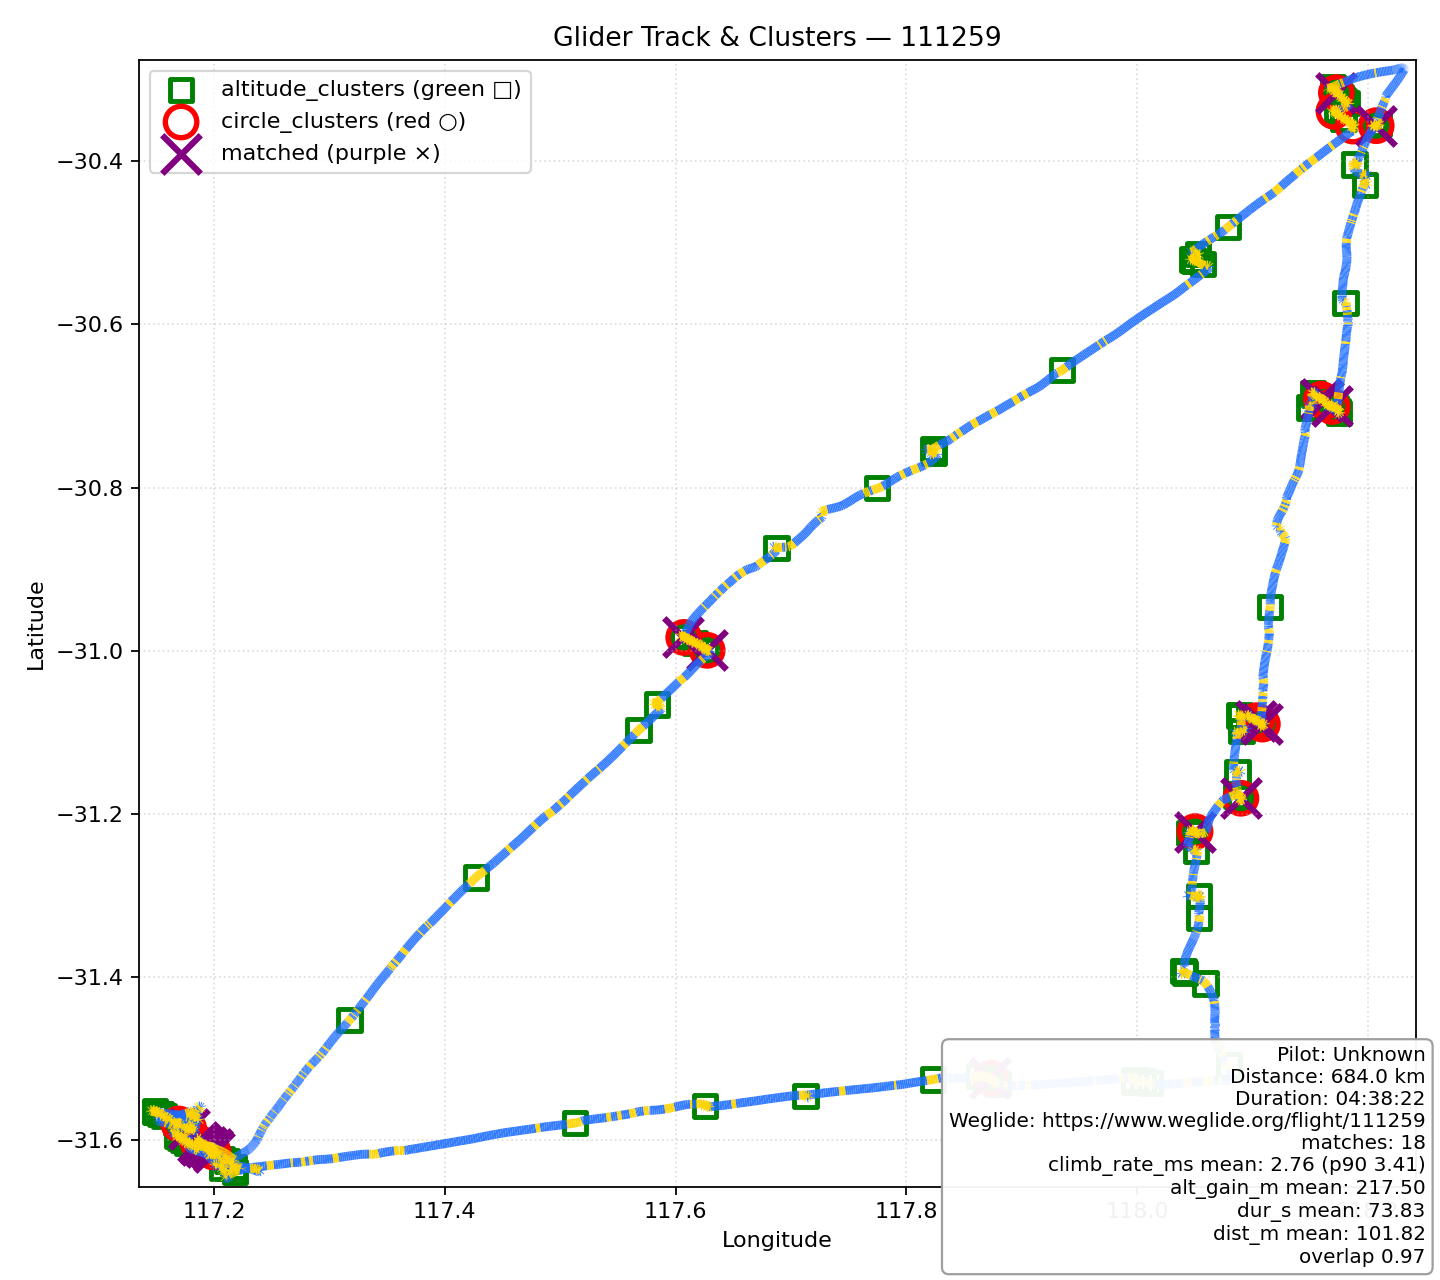 Glider Track & Clusters — 111259
altitude_clusters (green □)
circle_clusters (red ○)
matched (purple ×)
−30.4
−30.6
−30.8
−31.0
−31.2
−31.4
−31.6
Latitude
117.2
117.4
117.6
117.8
118.0
Longitude
Pilot: Unknown
Distance: 684.0 km
Duration: 04:38:22
Weglide: https://www.weglide.org/flight/111259
matches: 18
climb_rate_ms mean: 2.76 (p90 3.41)
alt_gain_m mean: 217.50
dur_s mean: 73.83
dist_m mean: 101.82
overlap 0.97